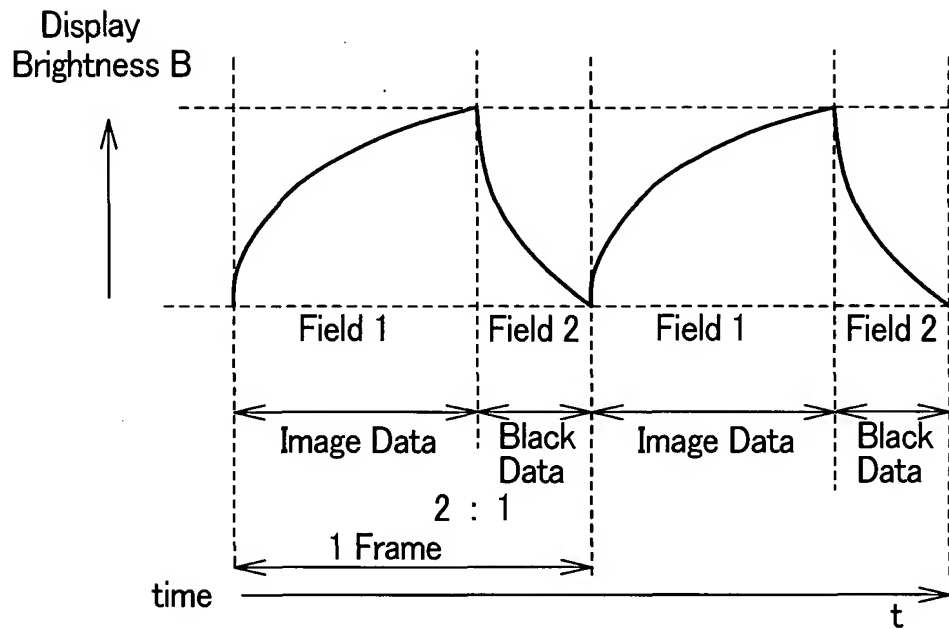 Display
Brightness B
Field 1
Field 2
Field 1
Field 2
Image Data
Black
Data
Image Data
Black
Data
2 : 1
1 Frame
time
t